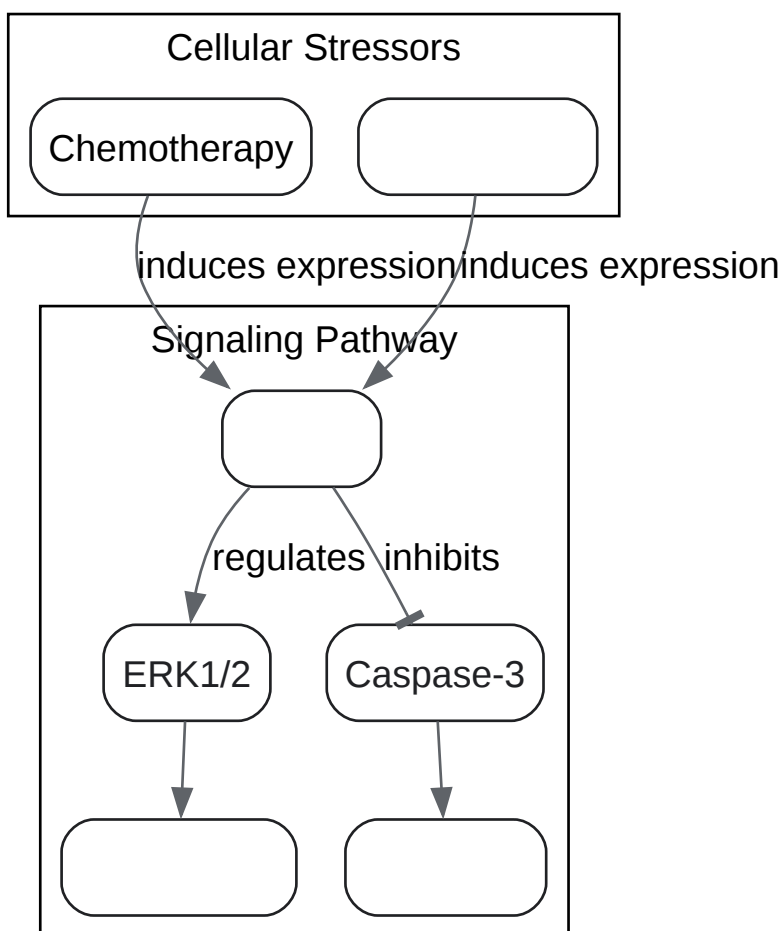 Cellular Stressors
Chemotherapy
induces expression
induces expression
Signaling Pathway
regulates
inhibits
ERK1/2
Caspase-3